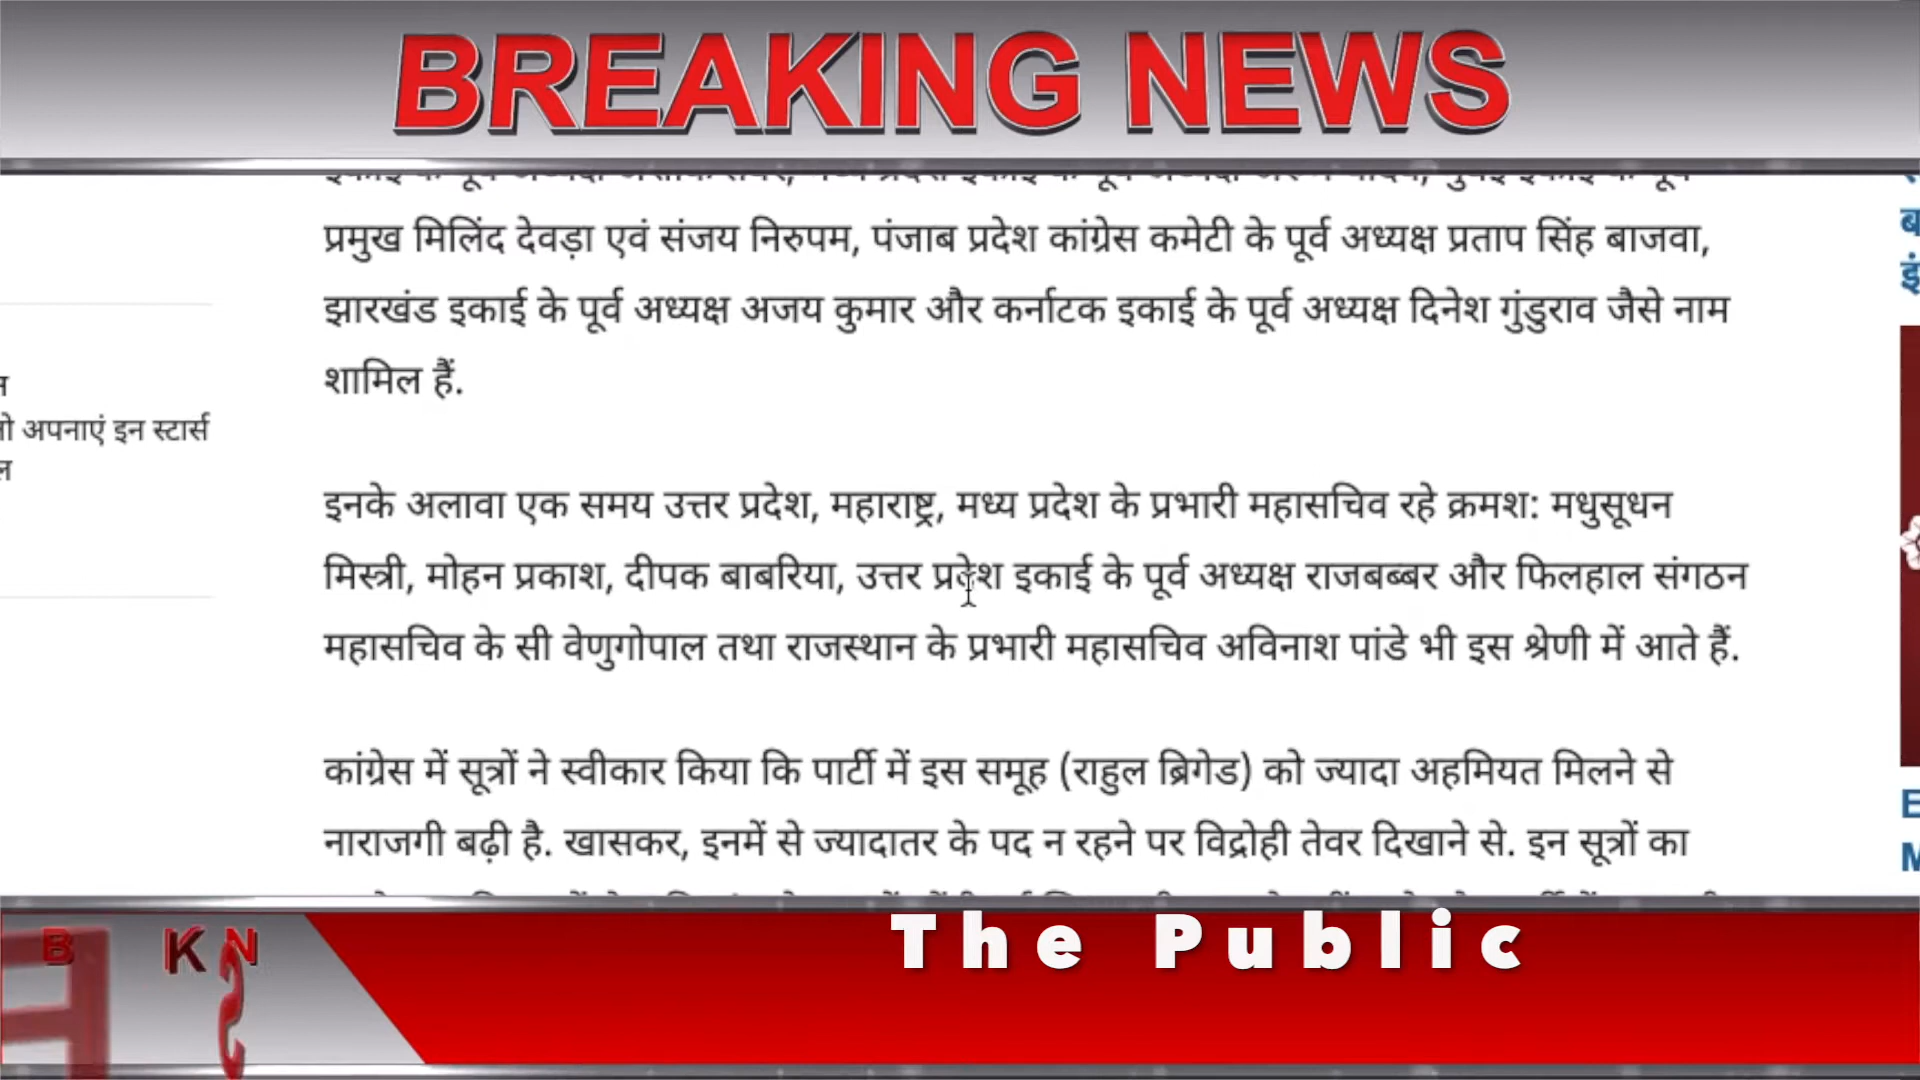 BREAKING NEWS
प्रमुख मिलिंद देवड़ा एवं संजय निरुपम, पंजाब प्रदेश कांग्रेस कमेटी के पूर्व अध्यक्ष प्रताप सिंह बाजवा,
झारखंड इकाई के पूर्व अध्यक्ष अजय कुमार और कर्नाटक इकाई के पूर्व अध्यक्ष दिनेश गुंडुराव जैसे नाम
शामिल हैं.
अपनाएं इन स्टार्स
इनके अलावा एक समय उत्तर प्रदेश, महाराष्ट्र, मध्य प्रदेश के प्रभारी महासचिव रहे क्रमश: मधुसूधन
मिस्त्री, मोहन प्रकाश, दीपक बाबरिया, उत्तर प्रदेश इकाई के पूर्व अध्यक्ष राजबब्बर और फिलहाल संगठन
महासचिव के सी वेणुगोपाल तथा राजस्थान के प्रभारी महासचिव अविनाश पांडे भी इस श्रेणी में आते हैं.
कांग्रेस में सूत्रों ने स्वीकार किया कि पार्टी में इस समूह (राहुल ब्रिगेड) को ज्यादा अहमियत मिलने से
नाराजगी बढ़ी है. खासकर, इनमें से ज्यादातर के पद न रहने पर विद्रोही तेवर दिखाने से. इन सूत्रों का
The Public
B K N S